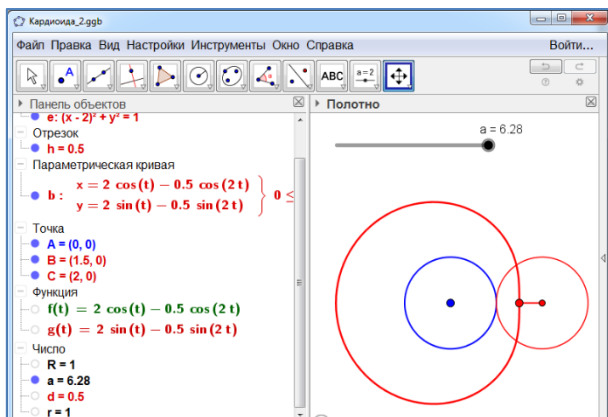 Кардиоида_2.ggb
Файл Правка Вид Настройки Инструменты Окно Справка Войти...
A ABC a=2
Панель объектов
Полотно
e: (x - 2)² + y² = 1
Отрезок
h = 0.5
Параметрическая кривая
b : x = 2 cos(t) − 0.5 cos(2 t)
y = 2 sin(t) − 0.5 sin(2 t) } 0 ≤
Точка
A = (0, 0)
B = (1.5, 0)
C = (2, 0)
Функция
f(t) = 2 cos(t) − 0.5 cos(2 t)
g(t) = 2 sin(t) − 0.5 sin(2 t)
Число
R = 1
a = 6.28
d = 0.5
r = 1
a = 6.28